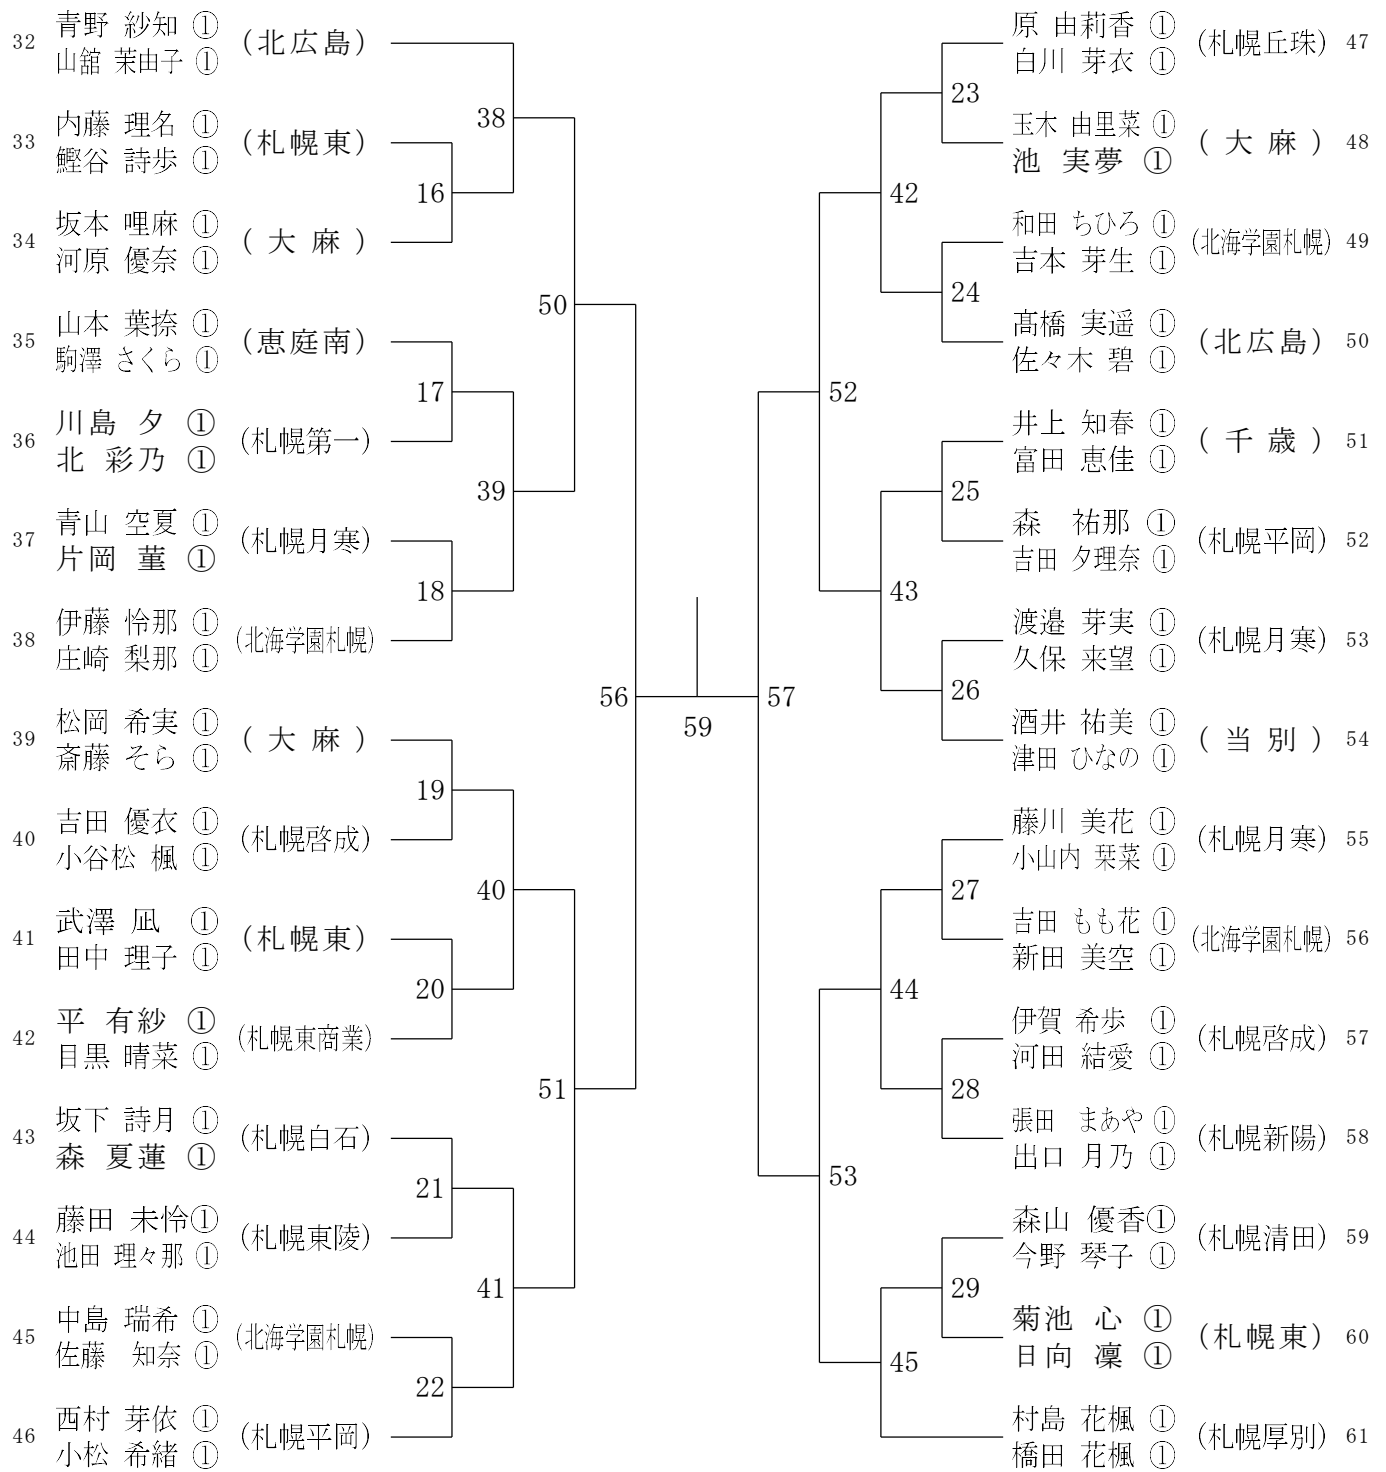 32 青野 紗知 ① (北広島)
山舘 茉由子 ①
33 内藤 理名 ① (札幌東)
鰹谷 詩歩 ①
34 坂本 哩麻 ① (大麻)
河原 優奈 ①
35 山本 葉捺 ① (恵庭南)
駒澤 さくら ①
36 川島 夕 ① (札幌第一)
北 彩乃 ①
37 青山 空夏 ① (札幌月寒)
片岡 菫 ①
38 伊藤 怜那 ① (北海学園札幌)
庄崎 梨那 ①
39 松岡 希実 ① (大麻)
斎藤 そら ①
40 吉田 優衣 ① (札幌啓成)
小谷松 楓 ①
41 武澤 凪 ① (札幌東)
田中 理子 ①
42 平 有紗 ① (札幌東商業)
目黒 晴菜 ①
43 坂下 詩月 ① (札幌白石)
森 夏蓮 ①
44 藤田 未怜 ① (札幌東陵)
池田 理々那 ①
45 中島 瑞希 ① (北海学園札幌)
佐藤 知奈 ①
46 西村 芽依 ① (札幌平岡)
小松 希緒 ①
16
17
18
19
20
21
22
38
39
40
41
50
51
56
59
57
52
53
42
43
44
45
23
24
25
26
27
28
29
原 由莉香 ① (札幌丘珠) 47
白川 芽衣 ①
玉木 由里菜 ① (大麻) 48
池 実夢 ①
和田 ちひろ ① (北海学園札幌) 49
吉本 芽生 ①
髙橋 実遥 ① (北広島) 50
佐々木 碧 ①
井上 知春 ① (千歳) 51
富田 恵佳 ①
森 祐那 ① (札幌平岡) 52
吉田 夕理奈 ①
渡邉 芽実 ① (札幌月寒) 53
久保 来望 ①
酒井 祐美 ① (当別) 54
津田 ひなの ①
藤川 美花 ① (札幌月寒) 55
小山内 栞菜 ①
吉田 もも花 ① (北海学園札幌) 56
新田 美空 ①
伊賀 希歩 ① (札幌啓成) 57
河田 結愛 ①
張田 まあや ① (札幌新陽) 58
出口 月乃 ①
森山 優香 ① (札幌清田) 59
今野 琴子 ①
菊池 心 ① (札幌東) 60
日向 凜 ①
村島 花楓 ① (札幌厚別) 61
橋田 花楓 ①